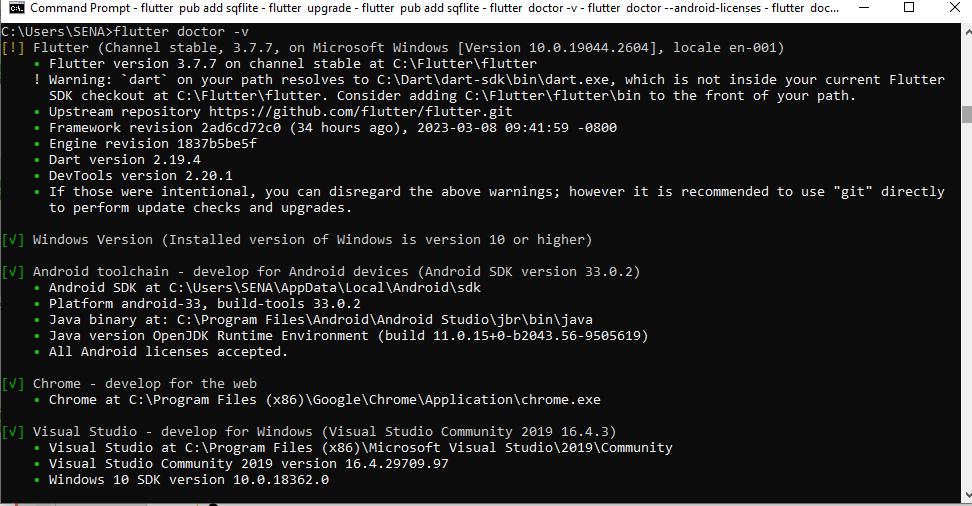 Command Prompt - flutter pub add sqflite - flutter upgrade - flutter pub add sqflite - flutter doctor -v - flutter doctor --android-licenses - flutter doc...
C:\Users\SENA>flutter doctor -v
[!] Flutter (Channel stable, 3.7.7, on Microsoft Windows [Version 10.0.19044.2604], locale en-001)
• Flutter version 3.7.7 on channel stable at C:\Flutter\flutter
! Warning: `dart` on your path resolves to C:\Dart\dart-sdk\bin\dart.exe, which is not inside your current Flutter
SDK checkout at C:\Flutter\flutter. Consider adding C:\Flutter\flutter\bin to the front of your path.
• Upstream repository https://github.com/flutter/flutter.git
• Framework revision 2ad6cd72c0 (34 hours ago), 2023-03-08 09:41:59 -0800
• Engine revision 1837b5be5f
• Dart version 2.19.4
• DevTools version 2.20.1
• If those were intentional, you can disregard the above warnings; however it is recommended to use "git" directly
to perform update checks and upgrades.
[√] Windows Version (Installed version of Windows is version 10 or higher)
[√] Android toolchain - develop for Android devices (Android SDK version 33.0.2)
• Android SDK at C:\Users\SENA\AppData\Local\Android\sdk
• Platform android-33, build-tools 33.0.2
• Java binary at: C:\Program Files\Android\Android Studio\jbr\bin\java
• Java version OpenJDK Runtime Environment (build 11.0.15+0-b2043.56-9505619)
• All Android licenses accepted.
[√] Chrome - develop for the web
• Chrome at C:\Program Files (x86)\Google\Chrome\Application\chrome.exe
[√] Visual Studio - develop for Windows (Visual Studio Community 2019 16.4.3)
• Visual Studio at C:\Program Files (x86)\Microsoft Visual Studio\2019\Community
• Visual Studio Community 2019 version 16.4.29709.97
• Windows 10 SDK version 10.0.18362.0